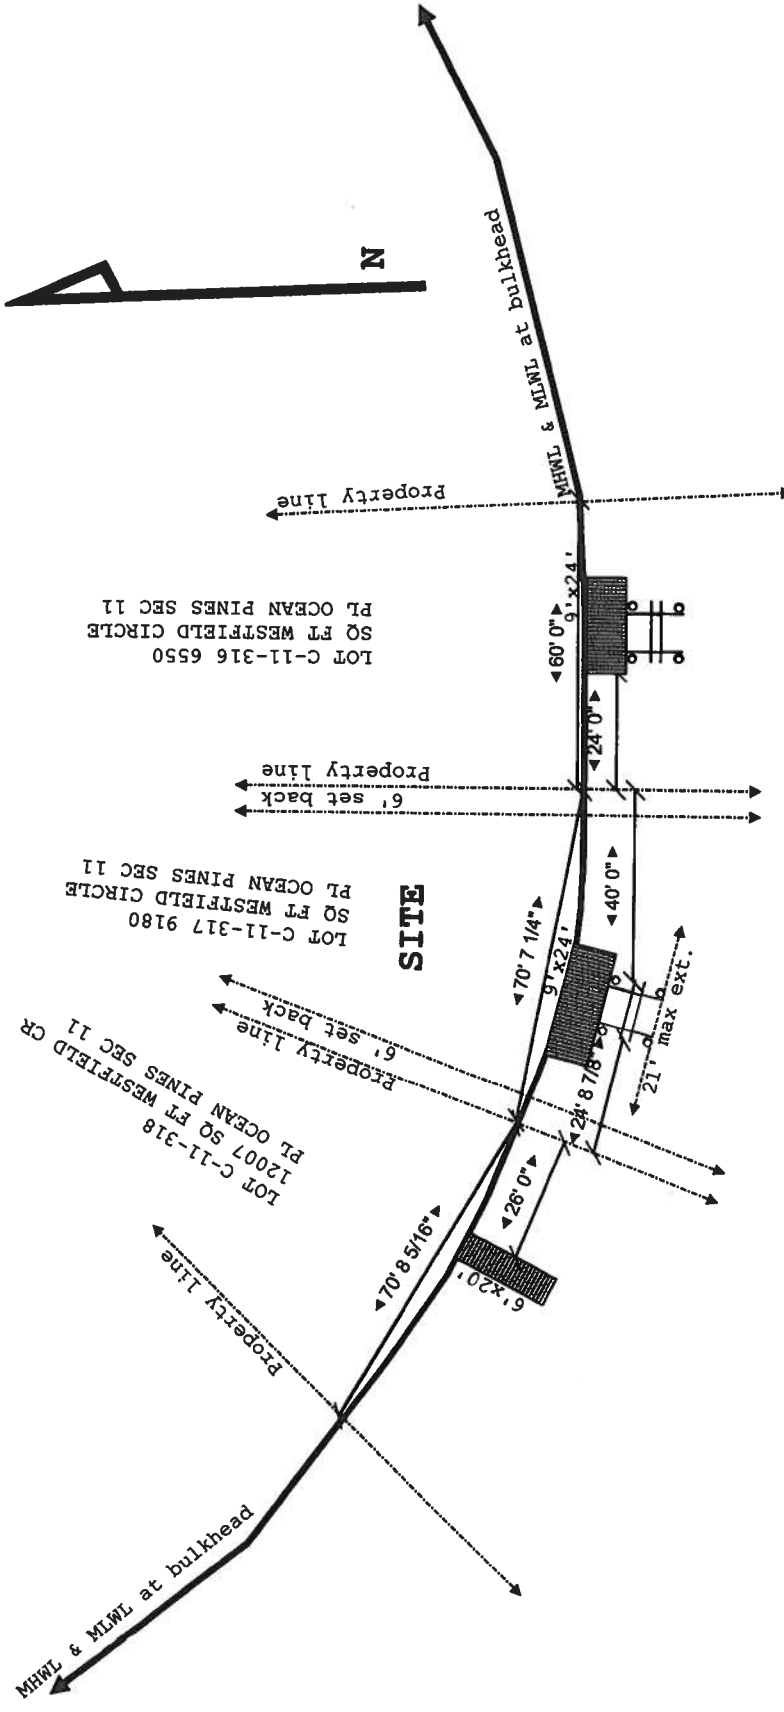 N
MHWL & MLWL at bulkhead
Property line
LOT C-11-316 6550
SQ FT WESTFIELD CIRCLE
PL OCEAN PINES SEC 11
60' 0"
9'x24'
24'0"
Property line
6' set back
LOT C-11-317 9180
SQ FT WESTFIELD CIRCLE
PL OCEAN PINES SEC 11
SITE
70' 7 1/4"
9'x24'
40' 0"
21' max ext.
24' 8 7/8"
6' set back
Property line
LOT C-11-318
12007 SQ FT WESTFIELD CR
PL OCEAN PINES SEC 11
70' 8 5/16"
26' 0"
6'x20'
Property line
MHWL & MLWL at bulkhead